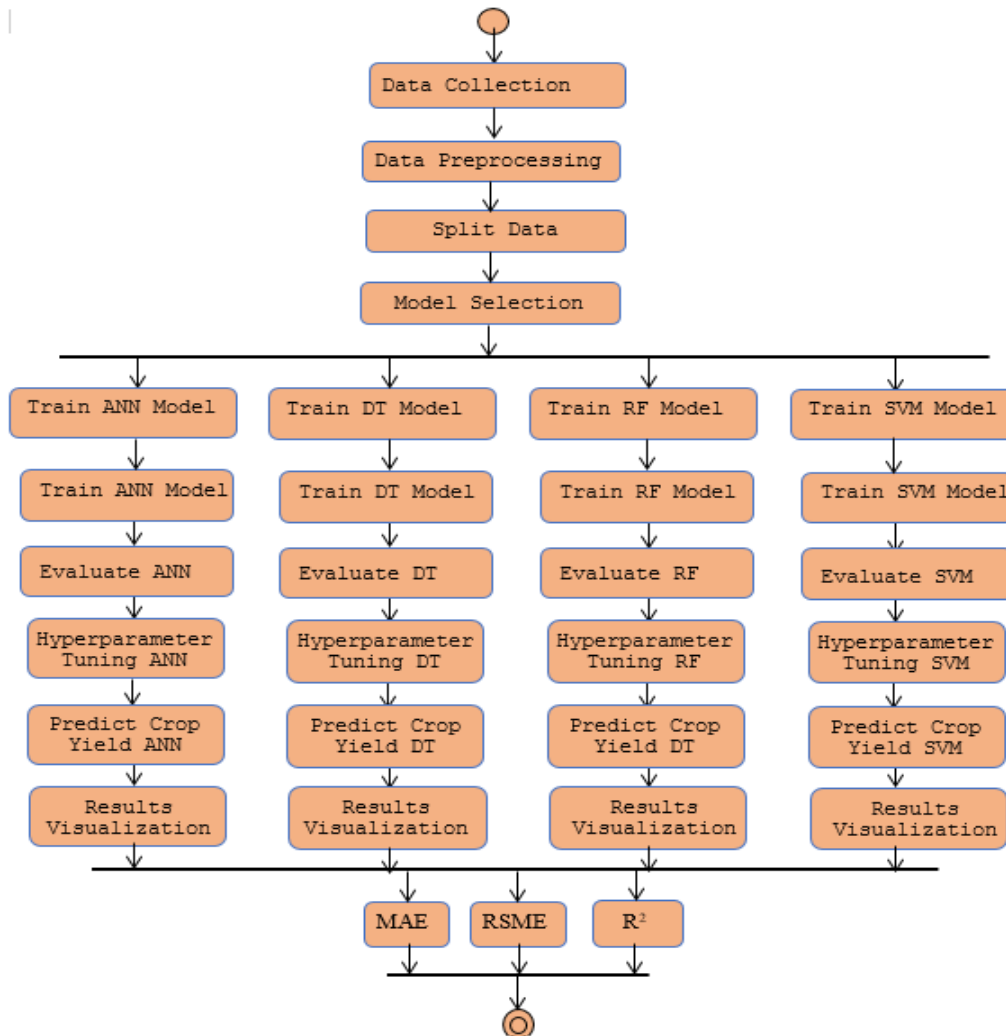 Data Collection
Data Preprocessing
Split Data
Model Selection
Train ANN Model
Train DT Model
Train RF Model
Train SVM Model
Train ANN Model
Train DT Model
Train RF Model
Train SVM Model
Evaluate ANN
Evaluate DT
Evaluate RF
Evaluate SVM
Hyperparameter
Tuning ANN
Hyperparameter
Tuning DT
Hyperparameter
Tuning RF
Hyperparameter
Tuning SVM
Predict Crop
Yield ANN
Predict Crop
Yield DT
Predict Crop
Yield DT
Predict Crop
Yield SVM
Results
Visualization
Results
Visualization
Results
Visualization
Results
Visualization
MAE
RSME
R²